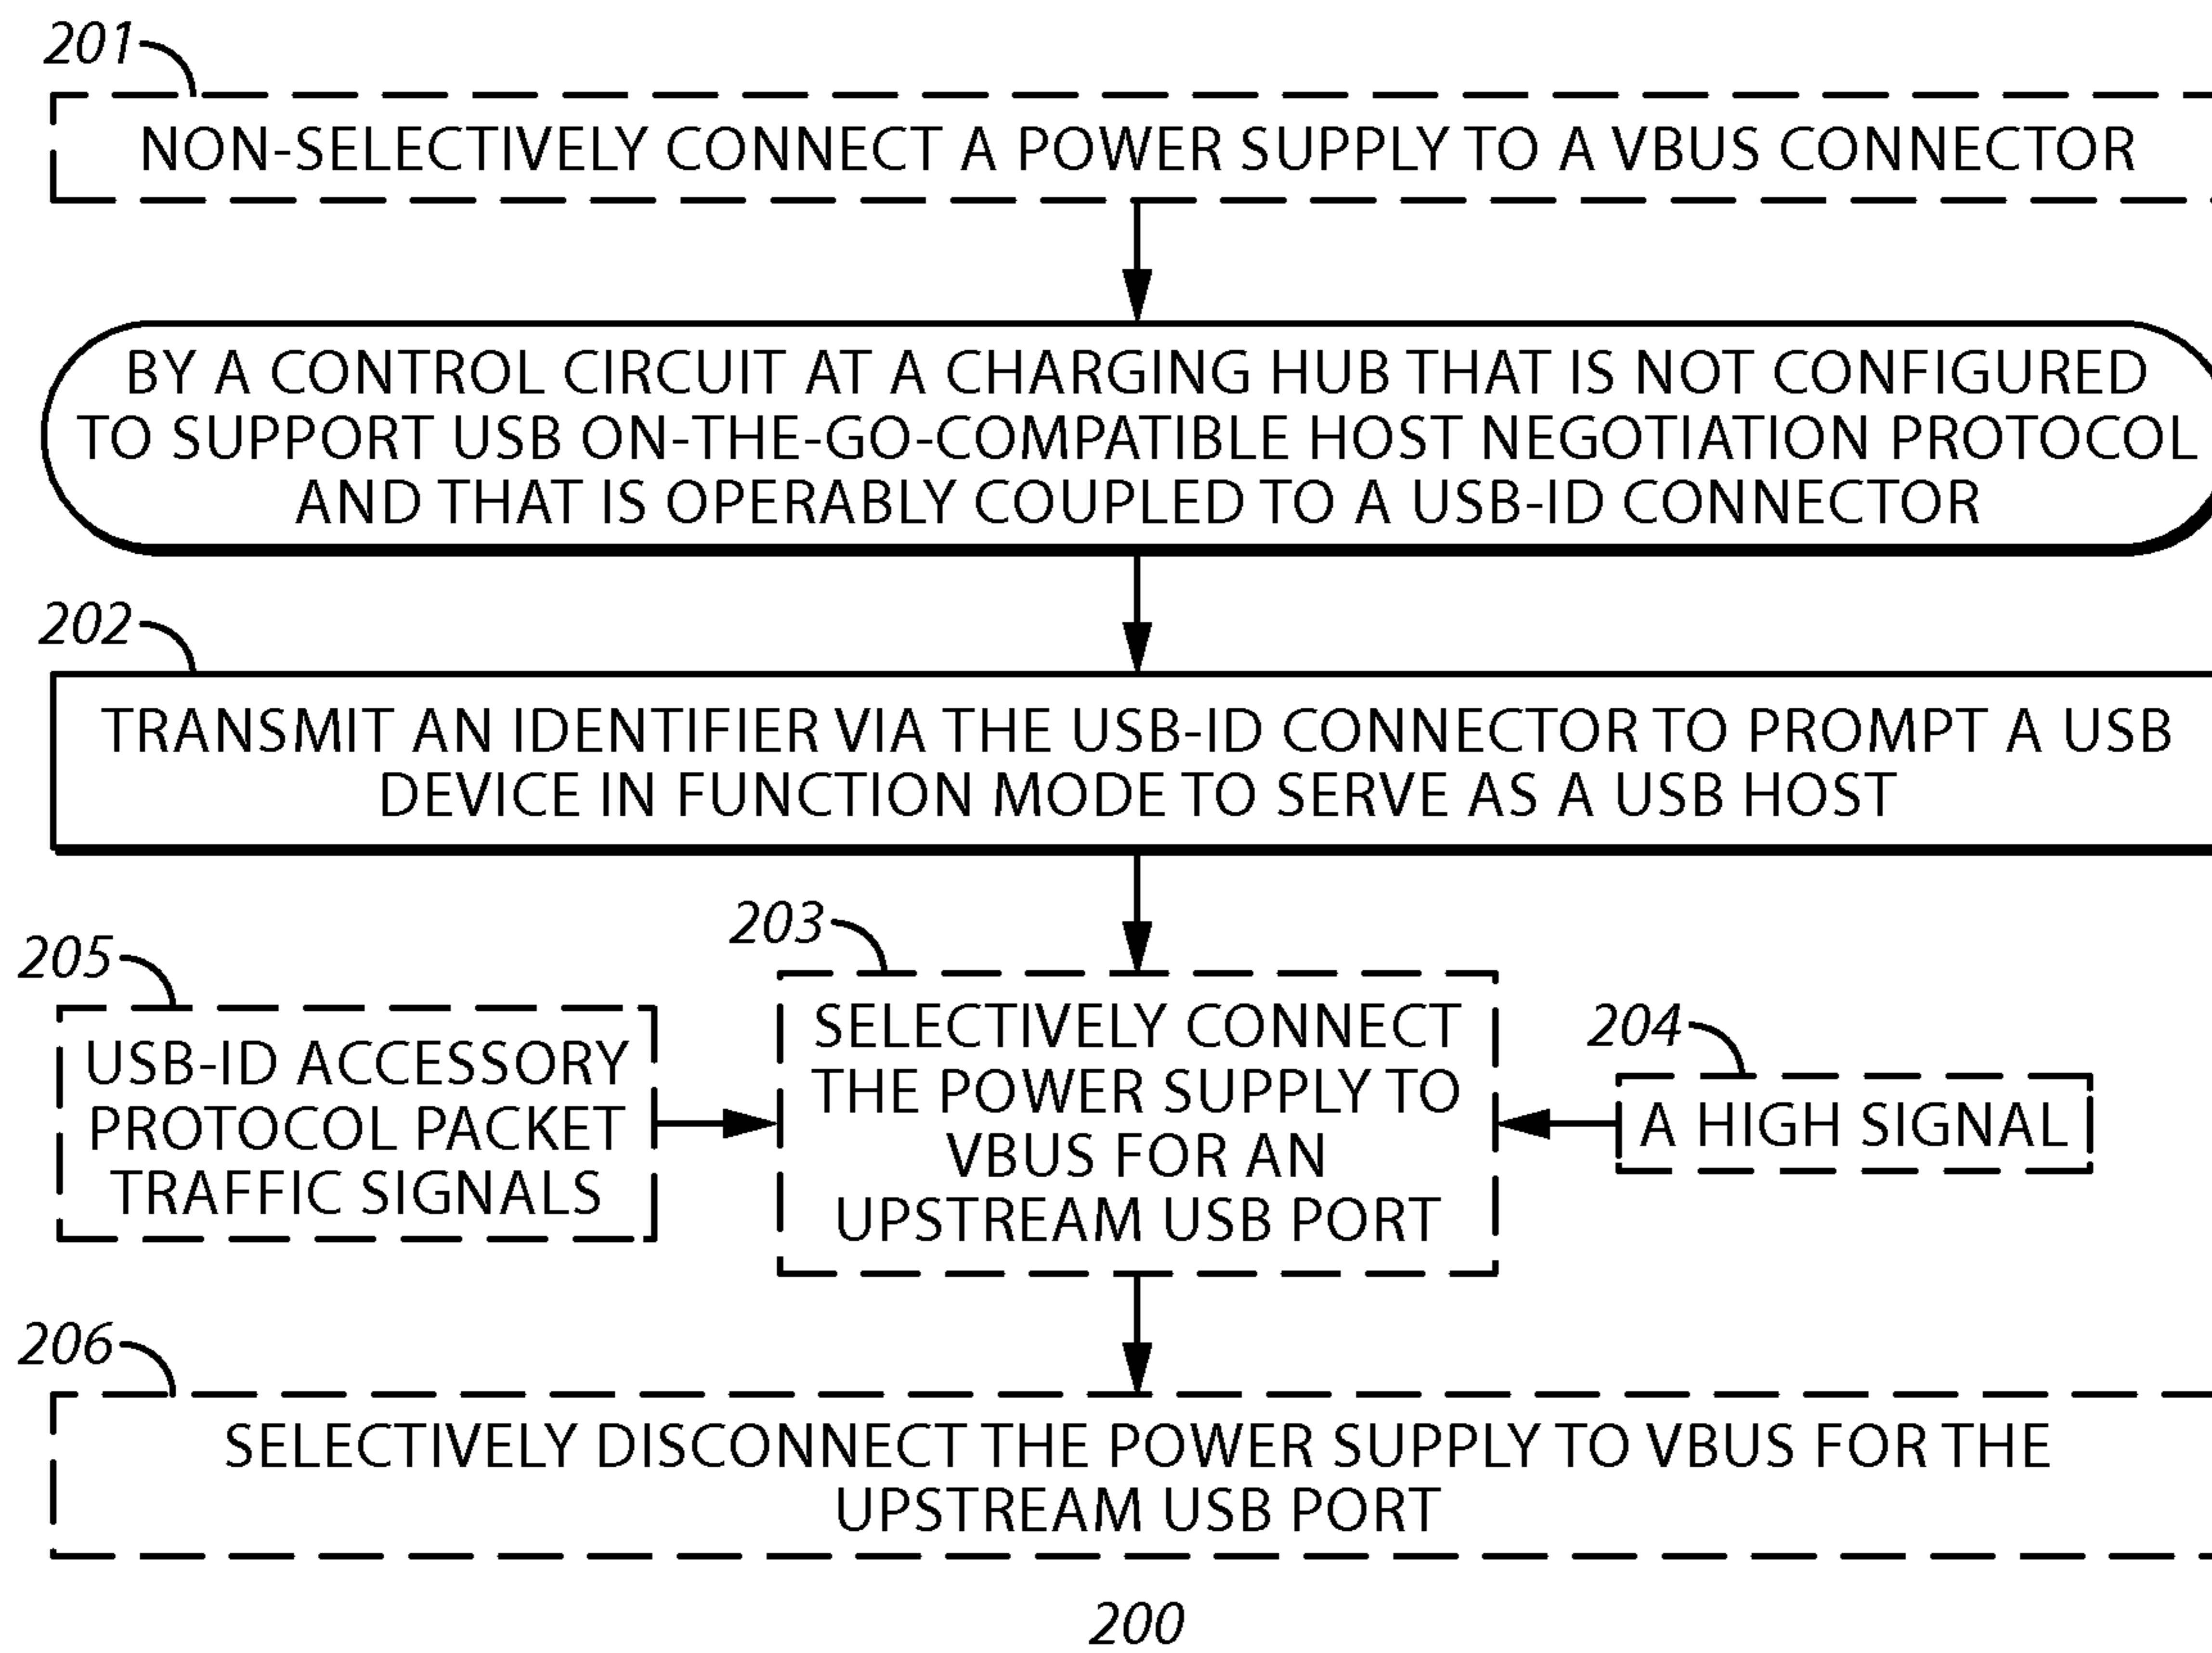 201
NON-SELECTIVELY CONNECT A POWER SUPPLY TO A VBUS CONNECTOR
BY A CONTROL CIRCUIT AT A CHARGING HUB THAT IS NOT CONFIGURED
TO SUPPORT USB ON-THE-GO-COMPATIBLE HOST NEGOTIATION PROTOCOL
AND THAT IS OPERABLY COUPLED TO A USB-ID CONNECTOR
202
TRANSMIT AN IDENTIFIER VIA THE USB-ID CONNECTOR TO PROMPT A USB
DEVICE IN FUNCTION MODE TO SERVE AS A USB HOST
205
USB-ID ACCESSORY
PROTOCOL PACKET
TRAFFIC SIGNALS
203
SELECTIVELY CONNECT
THE POWER SUPPLY TO
VBUS FOR AN
UPSTREAM USB PORT
204
A HIGH SIGNAL
206
SELECTIVELY DISCONNECT THE POWER SUPPLY TO VBUS FOR THE
UPSTREAM USB PORT
200